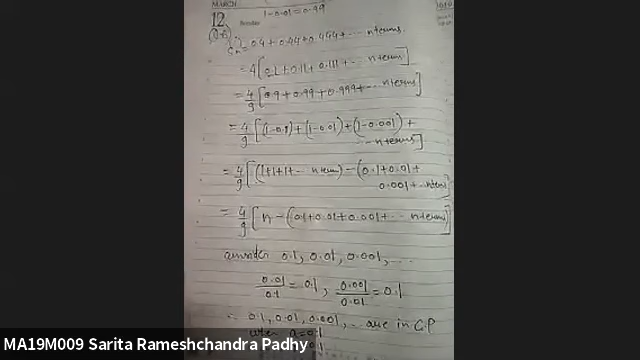 MARCH
12
Sunday
1-0.01 = 0.99
Sn = 0.4+0.44+0.444+... n terms.
= 4[0.1+0.11+0.111+... n terms]
= 4/9 [0.9+0.99+0.999+... n terms]
= 4/9 [(1-0.1)+(1-0.01)+(1-0.001)+
... n terms]
= 4/9 [(1+1+1+... n terms) - (0.1+0.01+
0.001+... n terms)]
= 4/9 [n - (0.1+0.01+0.001+... n terms)]
Consider 0.1, 0.01, 0.001, ...
0.01/0.1 = 0.1, 0.001/0.01 = 0.1
∴ 0.1, 0.01, 0.001, ... are in G.P
when a=0.1
MA19M009 Sarita Rameshchandra Padhy